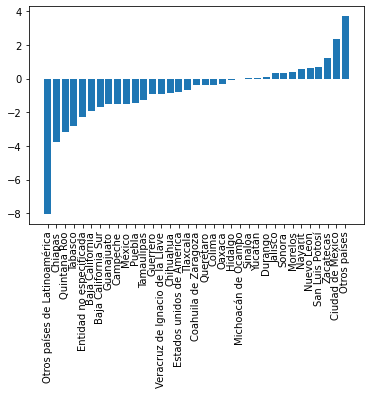 4
2
0
−2
−4
−6
−8
Otros países de Latinoamérica
Chiapas
Quintana Roo
Tabasco
Entidad no especificada
Baja California
Baja California Sur
Guanajuato
Campeche
México
Puebla
Tamaulipas
Guerrero
Veracruz de Ignacio de la Llave
Chihuahua
Estados unidos de América
Tlaxcala
Coahuila de Zaragoza
Querétaro
Colima
Oaxaca
Hidalgo
Michoacán de Ocampo
Sinaloa
Yucatán
Durango
Jalisco
Sonora
Morelos
Nayarit
Nuevo León
San Luis Potosí
Zacatecas
Ciudad de México
Otros países